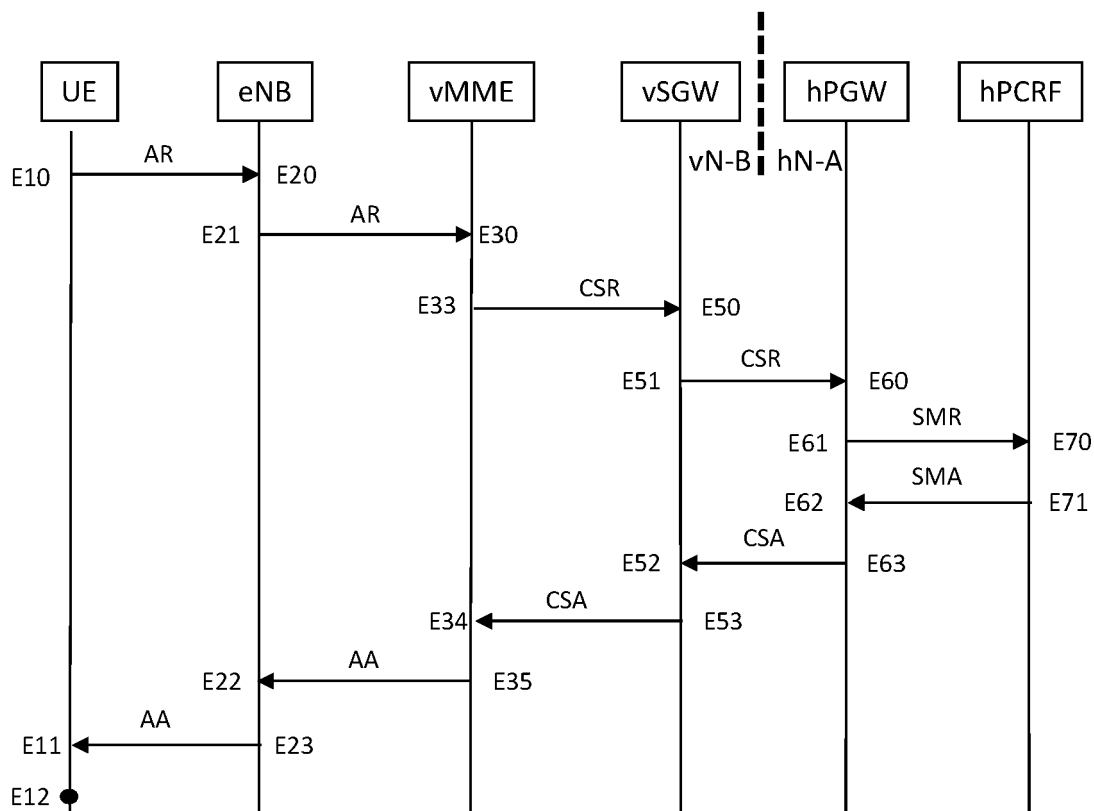 UE eNB vMME vSGW hPGW hPCRF
vN-B hN-A
AR
E10 E20
AR
E21 E30
CSR
E33 E50
CSR
E51 E60
SMR
E61 E70
SMA
E62 E71
CSA
E52 E63
CSA
E34 E53
AA
E22 E35
AA
E11 E23
E12